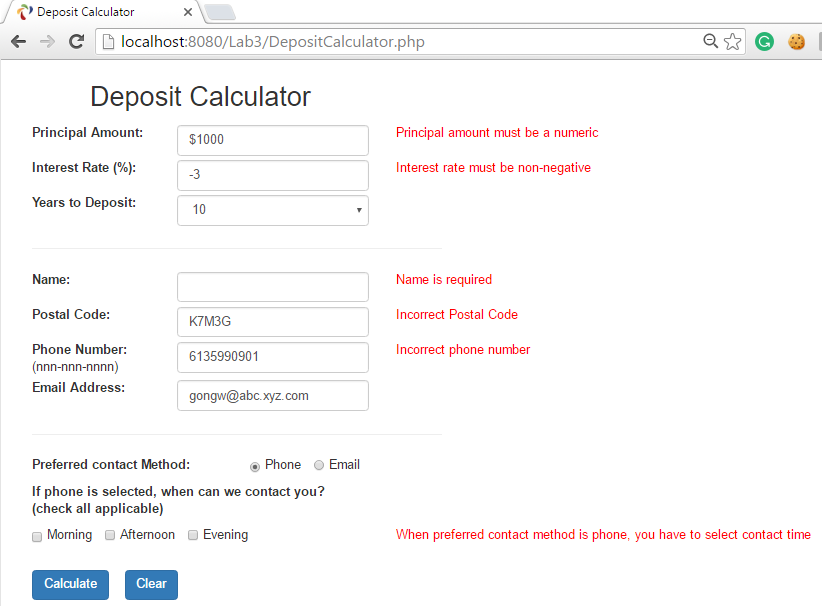 Deposit Calculator
localhost:8080/Lab3/DepositCalculator.php
Deposit Calculator
Principal Amount: $1000 Principal amount must be a numeric
Interest Rate (%): -3 Interest rate must be non-negative
Years to Deposit: 10
Name: Name is required
Postal Code: K7M3G Incorrect Postal Code
Phone Number: 6135990901 Incorrect phone number
(nnn-nnn-nnnn)
Email Address: gongw@abc.xyz.com
Preferred contact Method: Phone Email
If phone is selected, when can we contact you?
(check all applicable)
Morning Afternoon Evening When preferred contact method is phone, you have to select contact time
Calculate Clear